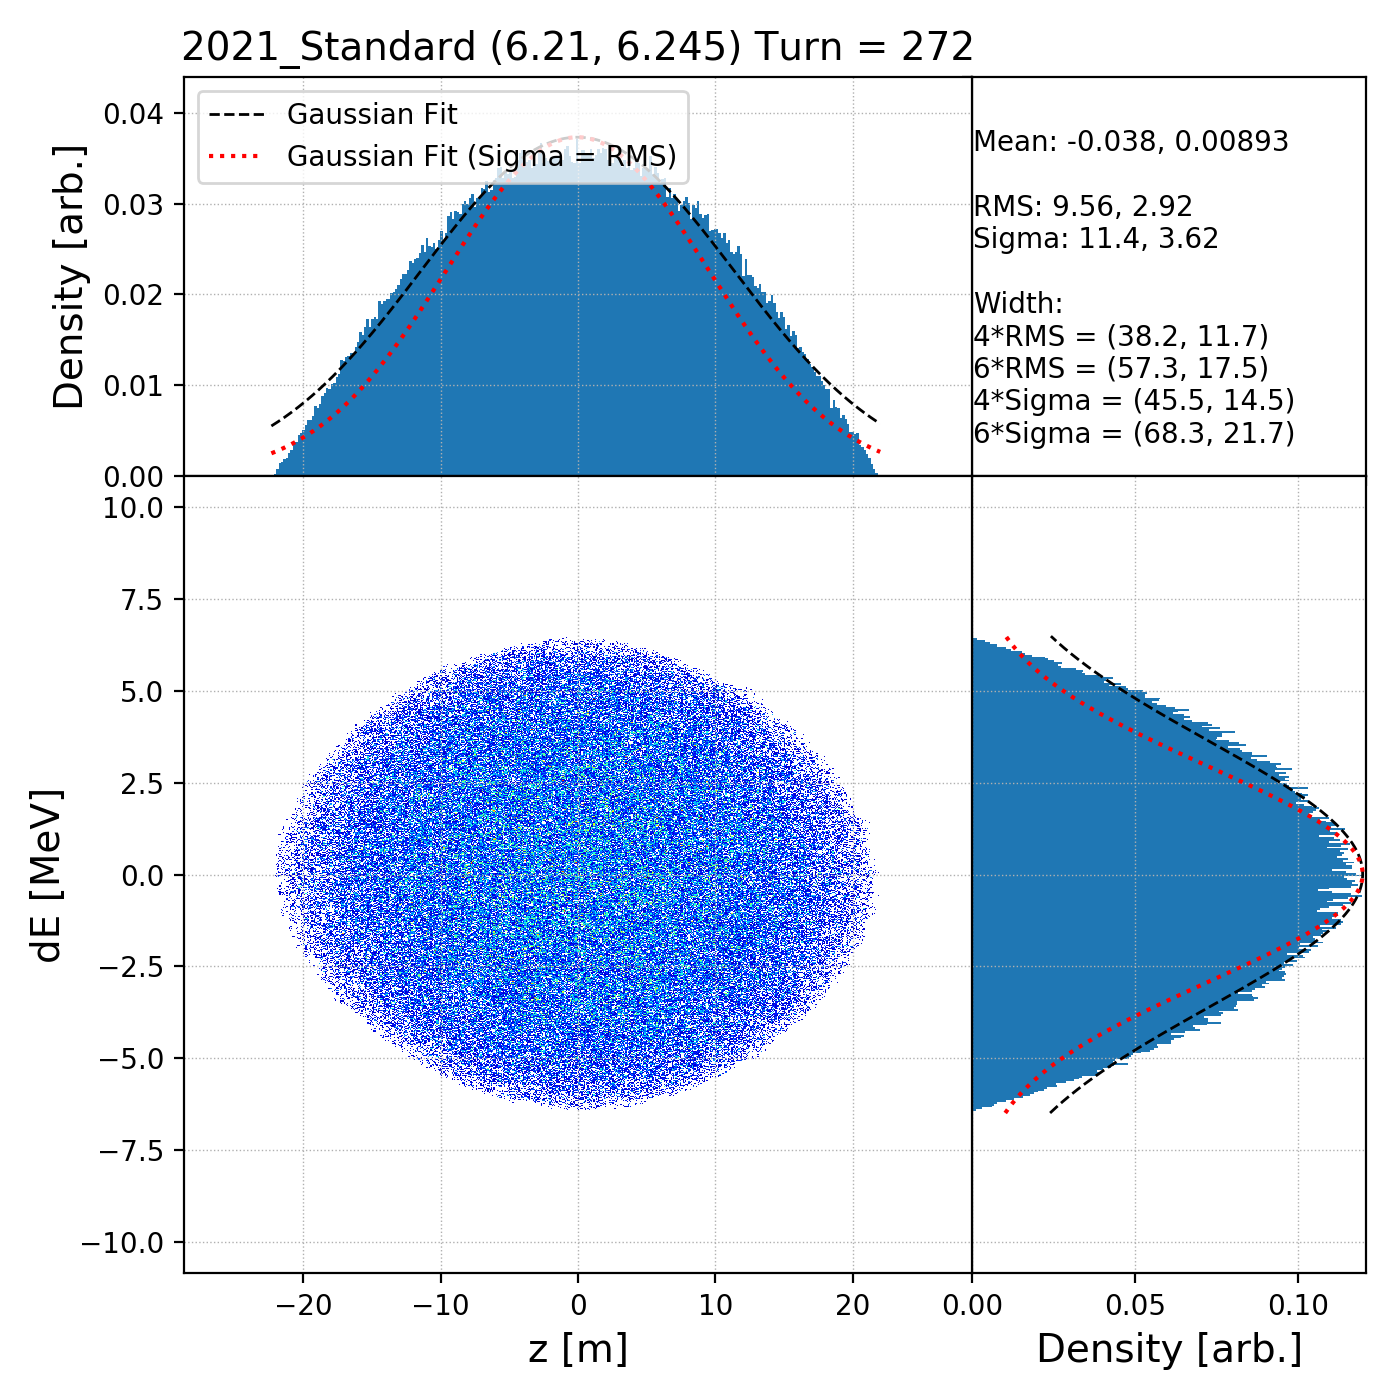 2021_Standard (6.21, 6.245) Turn = 272
Gaussian Fit
Gaussian Fit (Sigma = RMS)
Density [arb.]
0.04
0.03
0.02
0.01
0.00
Mean: -0.038, 0.00893
RMS: 9.56, 2.92
Sigma: 11.4, 3.62
Width:
4*RMS = (38.2, 11.7)
6*RMS = (57.3, 17.5)
4*Sigma = (45.5, 14.5)
6*Sigma = (68.3, 21.7)
dE [MeV]
10.0
7.5
5.0
2.5
0.0
−2.5
−5.0
−7.5
−10.0
−20 −10 0 10 20
z [m]
0.00 0.05 0.10
Density [arb.]